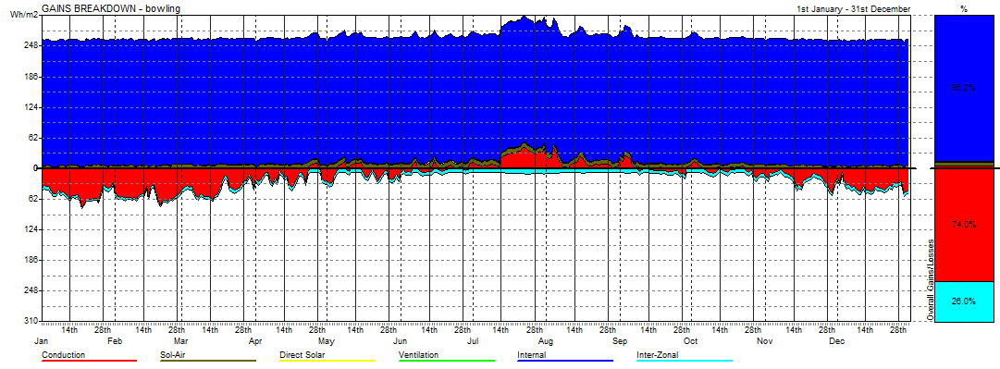 GAINS BREAKDOWN - bowling 1st January - 31st December %
Wh/m2
248
186
124
62
0
62
124
186
248
310
14th 28th 14th 28th 14th 28th 14th 28th 14th 28th 14th 28th 14th 28th 14th 28th 14th 28th 14th 28th 14th 28th 14th 28th
Jan Feb Mar Apr May Jun Jul Aug Sep Oct Nov Dec
Conduction Sol-Air Direct Solar Ventilation Internal Inter-Zonal
Overall Gains/Losses
74.0%
26.0%